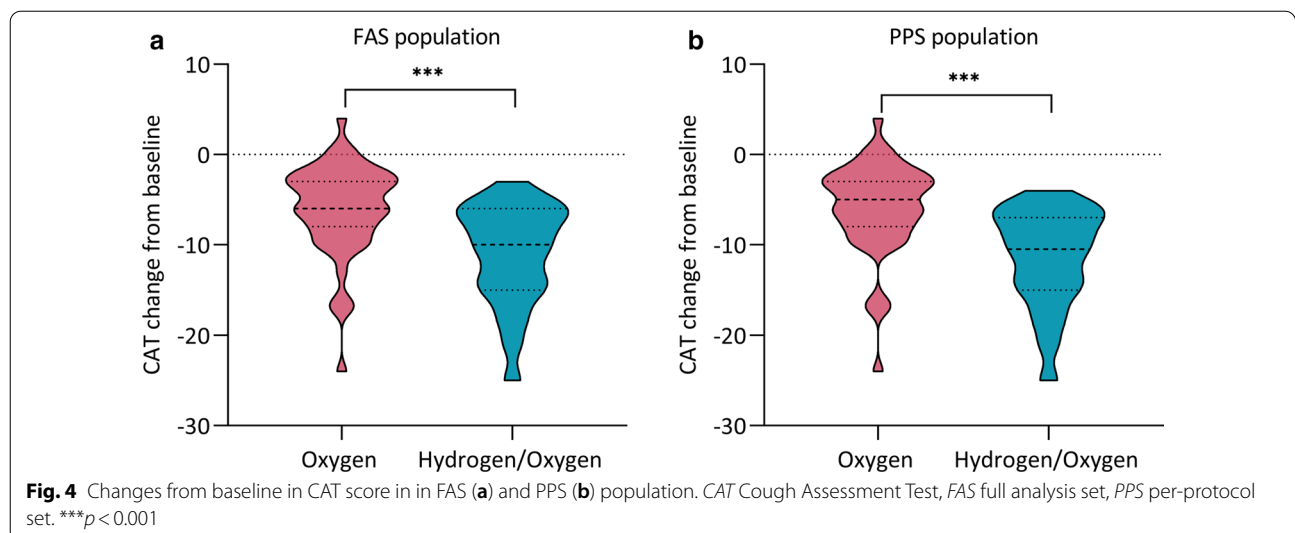 a
FAS population
10
0
-10
-20
-30
CAT change from baseline
***
Oxygen
Hydrogen/Oxygen
b
PPS population
10
0
-10
-20
-30
CAT change from baseline
***
Oxygen
Hydrogen/Oxygen
Fig. 4 Changes from baseline in CAT score in in FAS (a) and PPS (b) population. CAT Cough Assessment Test, FAS full analysis set, PPS per-protocol
set. ***p < 0.001